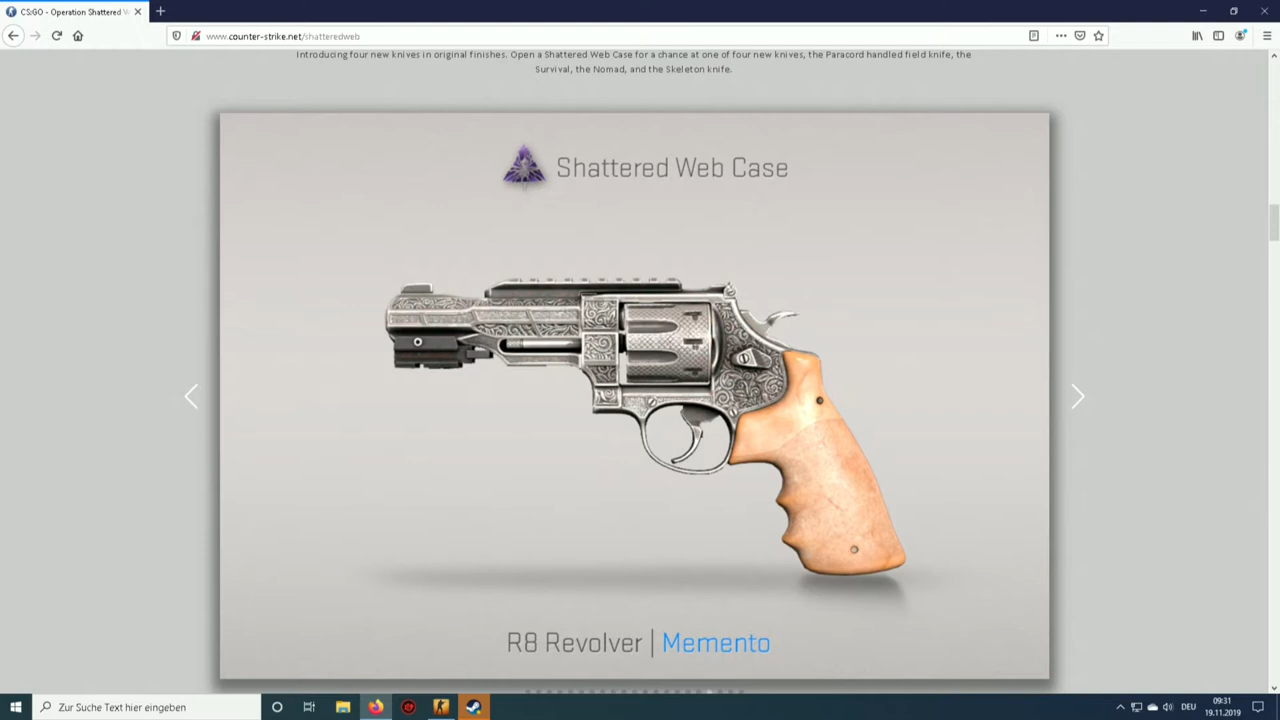 CS:GO - Operation Shattered W
www.counter-strike.net/shatteredweb
Introducing four new knives in original finishes. Open a Shattered Web Case for a chance at one of four new knives, the Paracord handled field knife, the
Survival, the Nomad, and the Skeleton knife.
Shattered Web Case
R8 Revolver | Memento
Zur Suche Text hier eingeben
DEU
09:31
19.11.2019